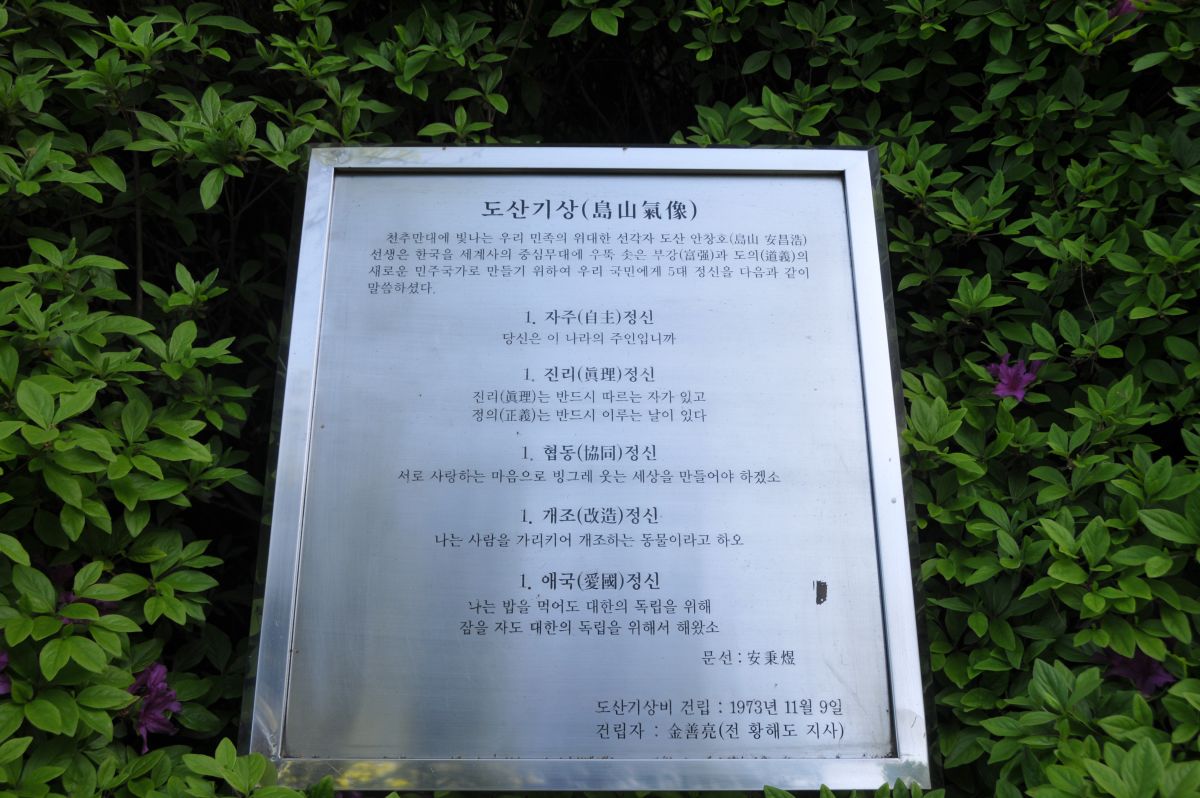 도산기상(島山氣像)
천추만대에 빛나는 우리 민족의 위대한 선각자 도산 안창호(島山 安昌浩)
선생은 한국을 세계사의 중심무대에 우뚝 솟은 부강(富强)과 도의(道義)의
새로운 민주국가로 만들기 위하여 우리 국민에게 5대 정신을 다음과 같이
말씀하셨다.
1. 자주(自主)정신
당신은 이 나라의 주인입니까
1. 진리(眞理)정신
진리(眞理)는 반드시 따르는 자가 있고
정의(正義)는 반드시 이루는 날이 있다
1. 협동(協同)정신
서로 사랑하는 마음으로 빙그레 웃는 세상을 만들어야 하겠소
1. 개조(改造)정신
나는 사람을 가리키어 개조하는 동물이라고 하오
1. 애국(愛國)정신
나는 밥을 먹어도 대한의 독립을 위해
잠을 자도 대한의 독립을 위해서 해왔소
문선 : 安秉煜
도산기상비 건립 : 1973년 11월 9일
건립자 : 金善亮(전 황해도 지사)